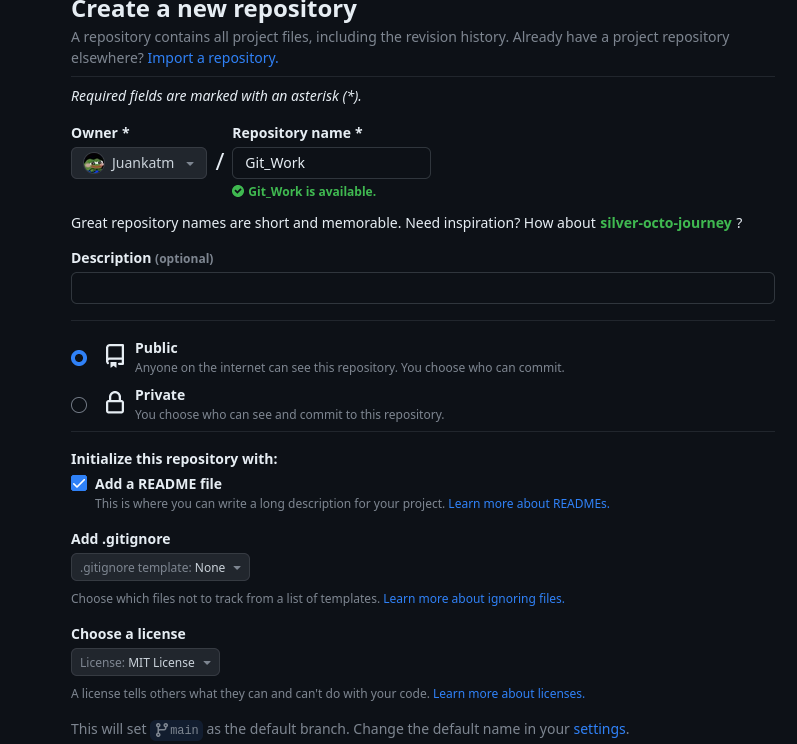 Create a new repository
A repository contains all project files, including the revision history. Already have a project repository
elsewhere? Import a repository.
Required fields are marked with an asterisk (*).
Owner *
Repository name *
Juankatm
/
Git_Work
Git_Work is available.
Great repository names are short and memorable. Need inspiration? How about silver-octo-journey ?
Description (optional)
Public
Anyone on the internet can see this repository. You choose who can commit.
Private
You choose who can see and commit to this repository.
Initialize this repository with:
Add a README file
This is where you can write a long description for your project. Learn more about READMEs.
Add .gitignore
.gitignore template: None
Choose which files not to track from a list of templates. Learn more about ignoring files.
Choose a license
License: MIT License
A license tells others what they can and can't do with your code. Learn more about licenses.
This will set main as the default branch. Change the default name in your settings.